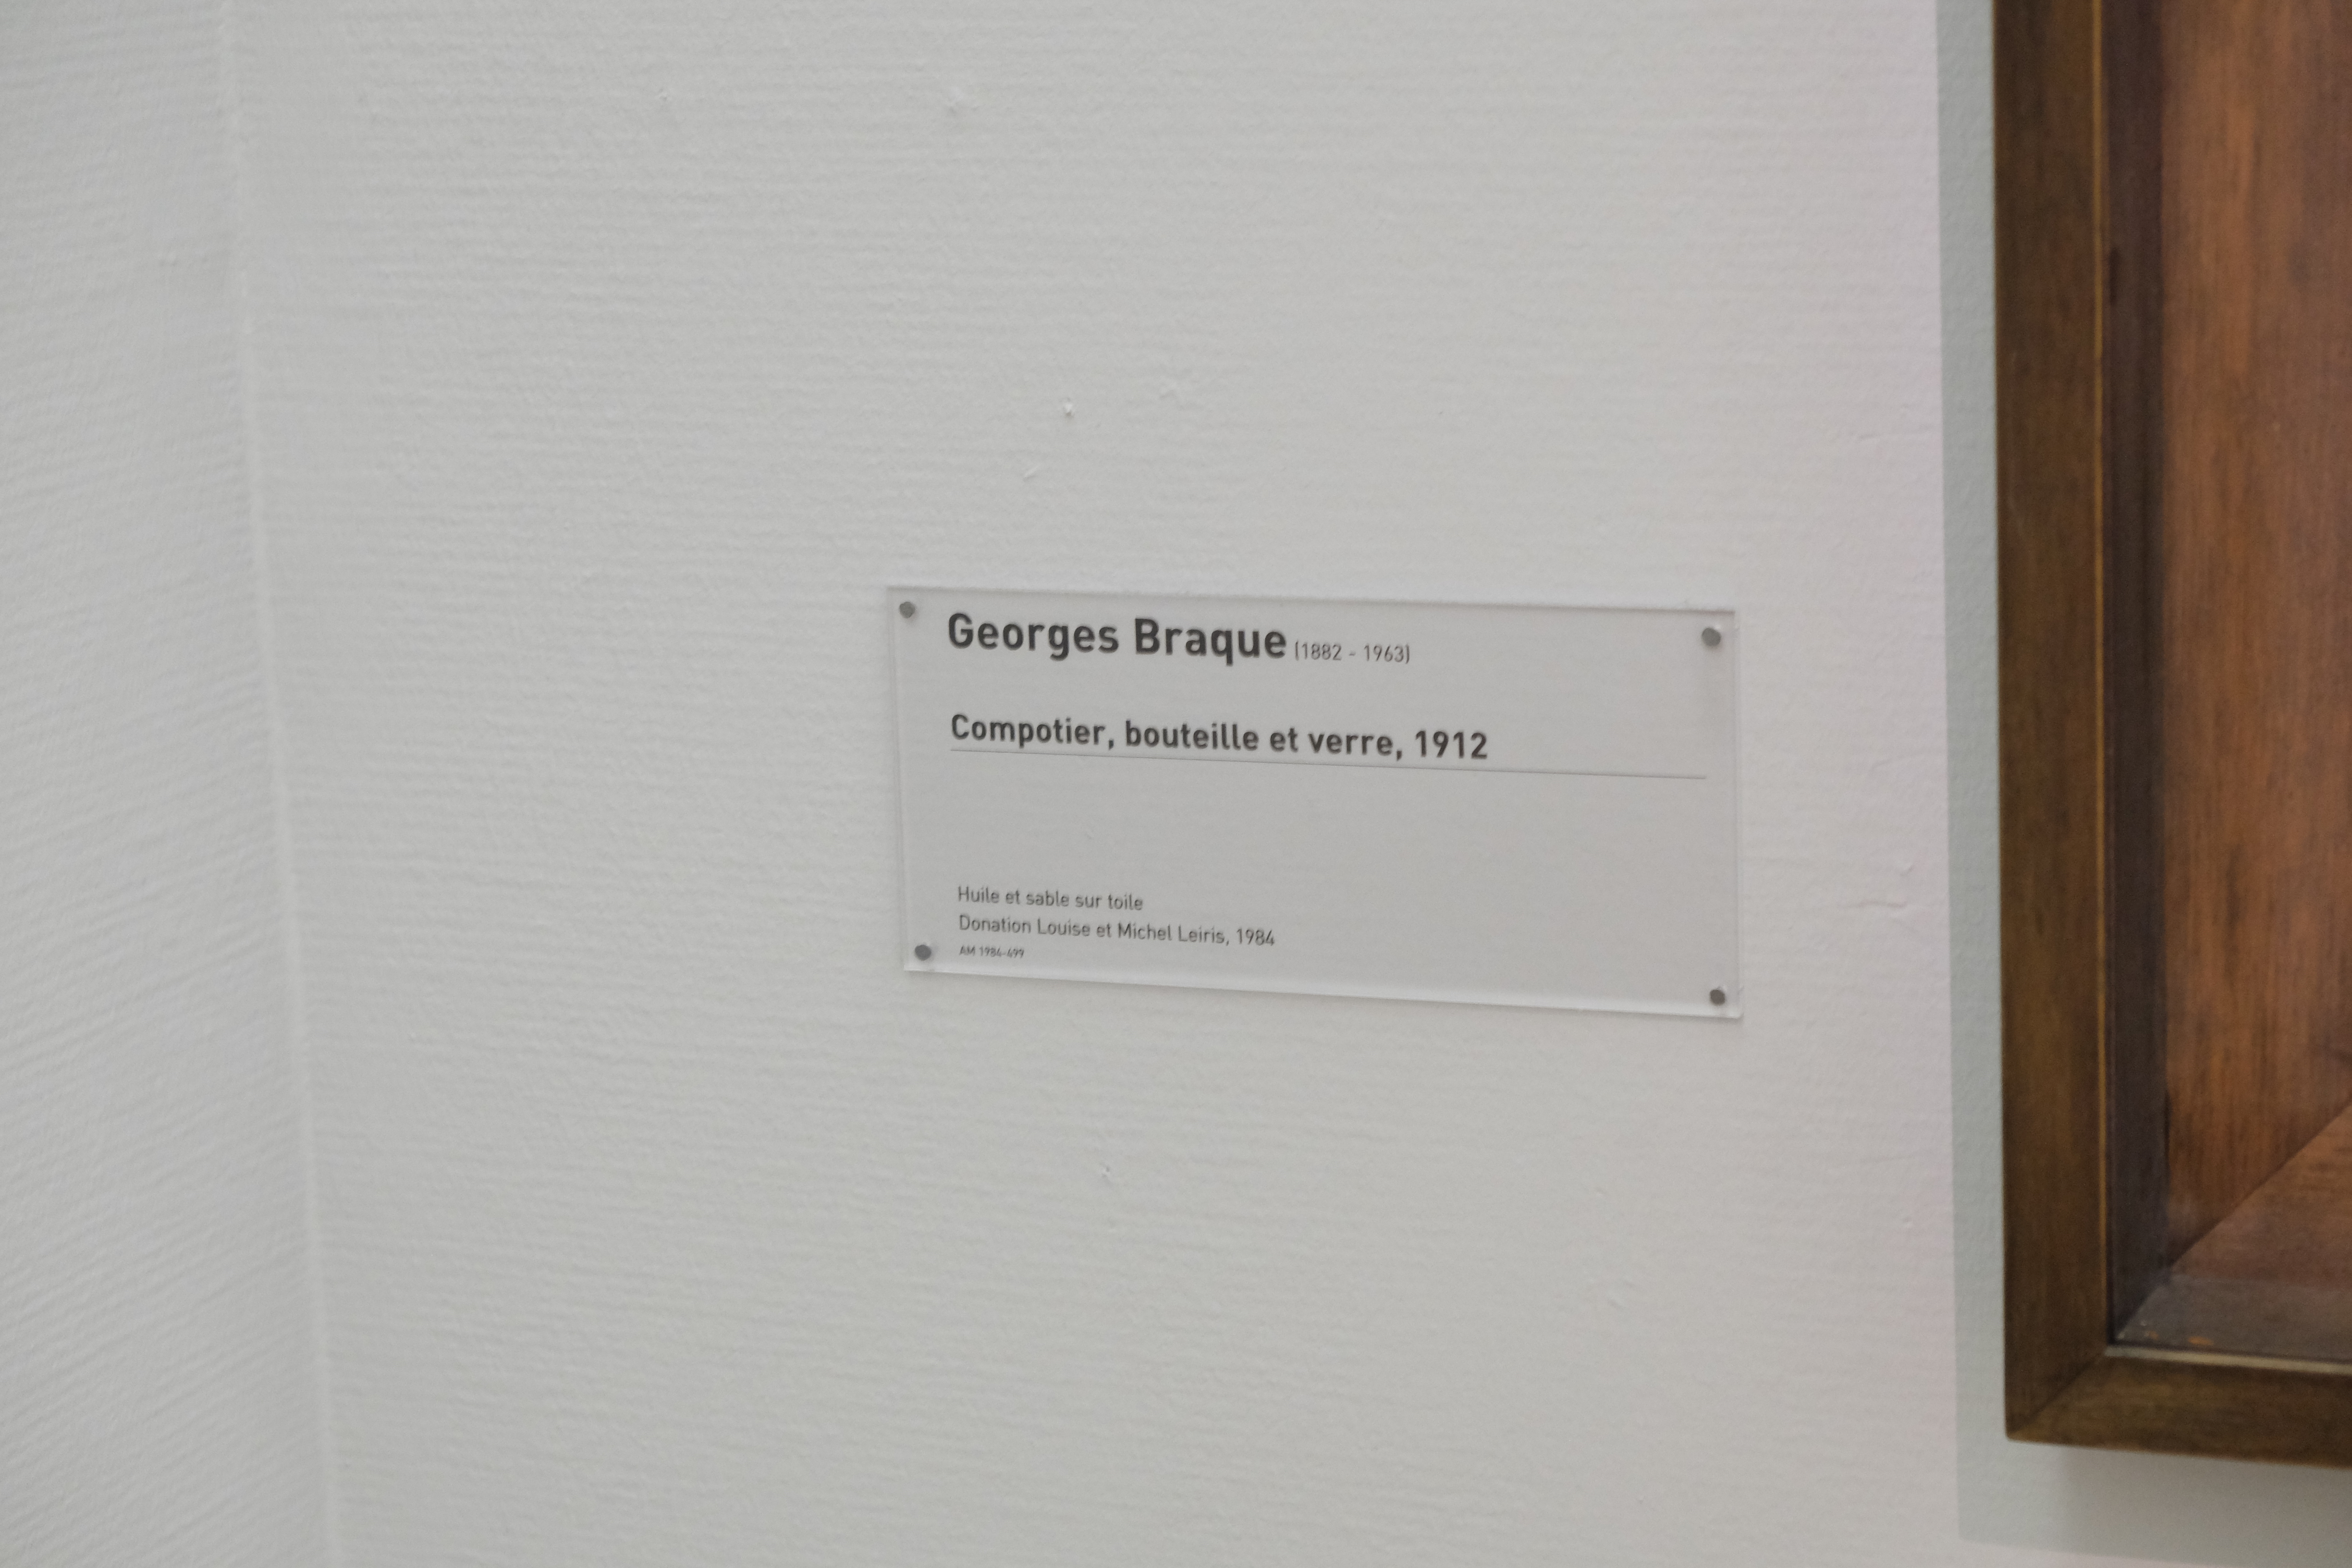 Georges Braque (1882 - 1963)
Compotier, bouteille et verre, 1912
Huile et sable sur toile
Donation Louise et Michel Leiris, 1984
AM 1984-499